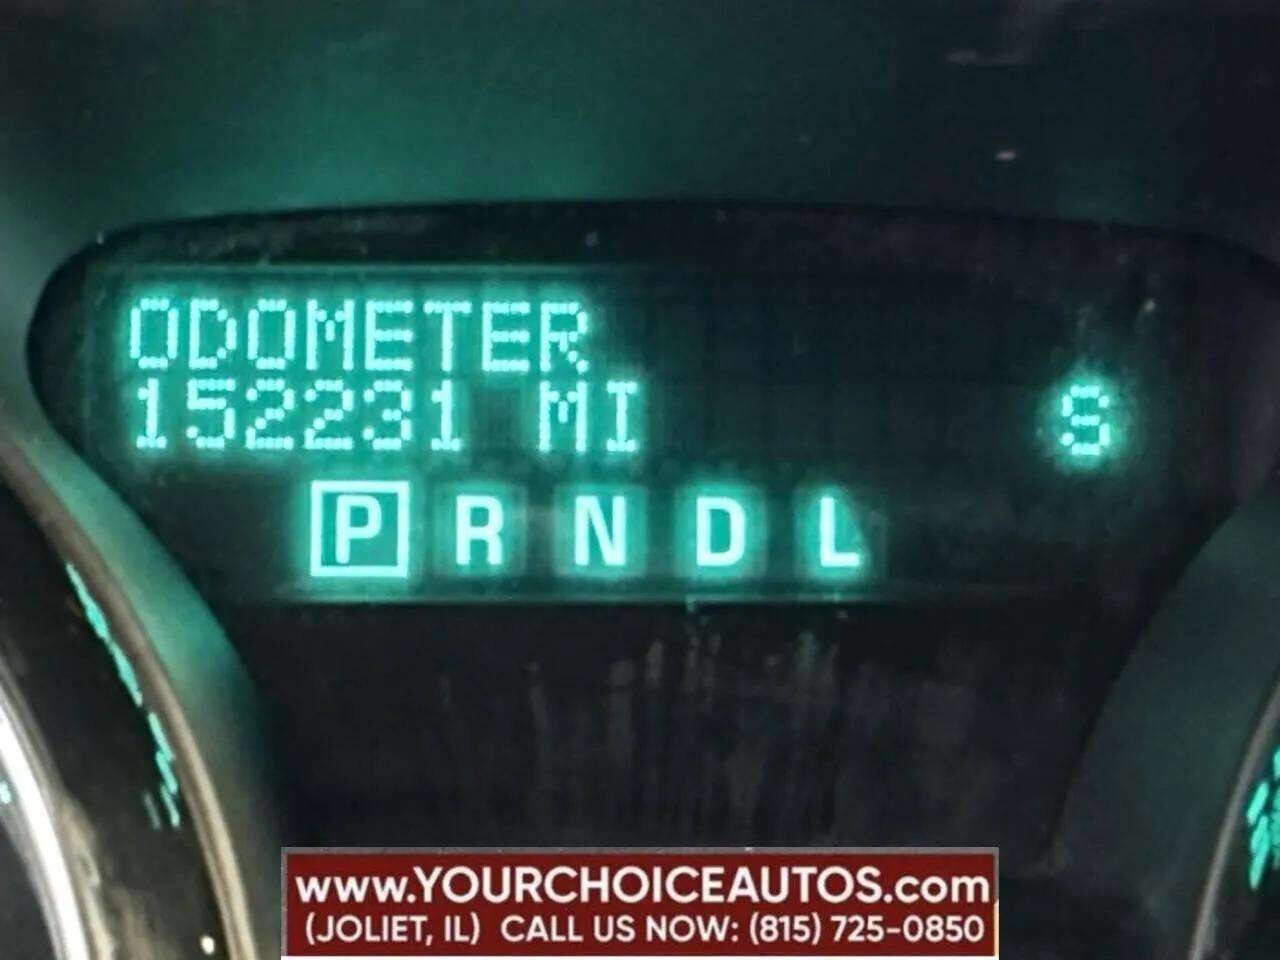 ODOMETER
152231 MI S
P R N D L
www.YOURCHOICEAUTOS.com
(JOLIET, IL) CALL US NOW: (815) 725-0850